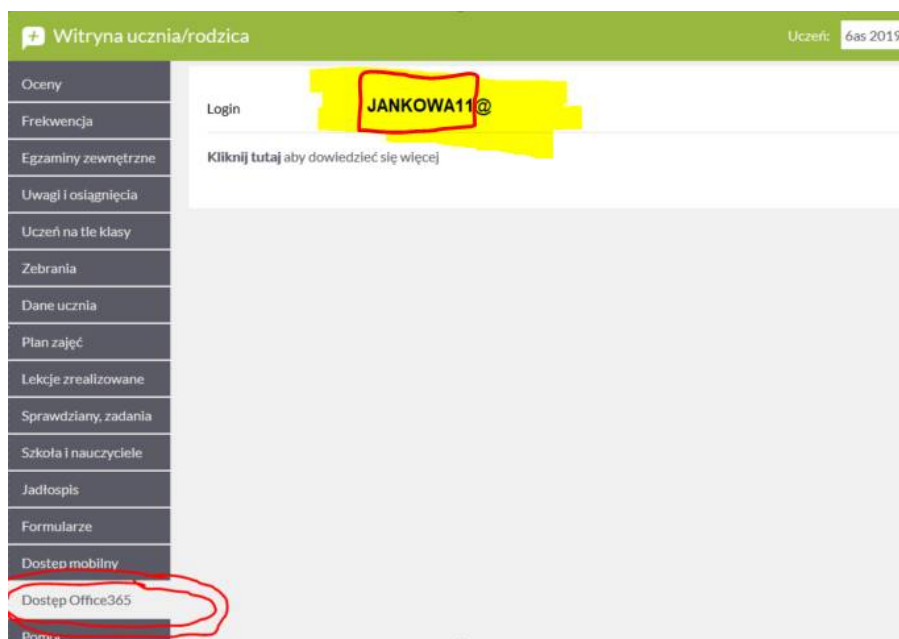 Witryna ucznia/rodzica
Uczeń: 6as 2019
Oceny
Frekwencja
Egzaminy zewnętrzne
Uwagi i osiągnięcia
Uczeń na tle klasy
Zebrania
Dane ucznia
Plan zajęć
Lekcje zrealizowane
Sprawdziany, zadania
Szkoła i nauczyciele
Jadłospis
Formularze
Dostęp mobilny
Dostęp Office365
Pomoc
Login JANKOWA11@
Kliknij tutaj aby dowiedzieć się więcej